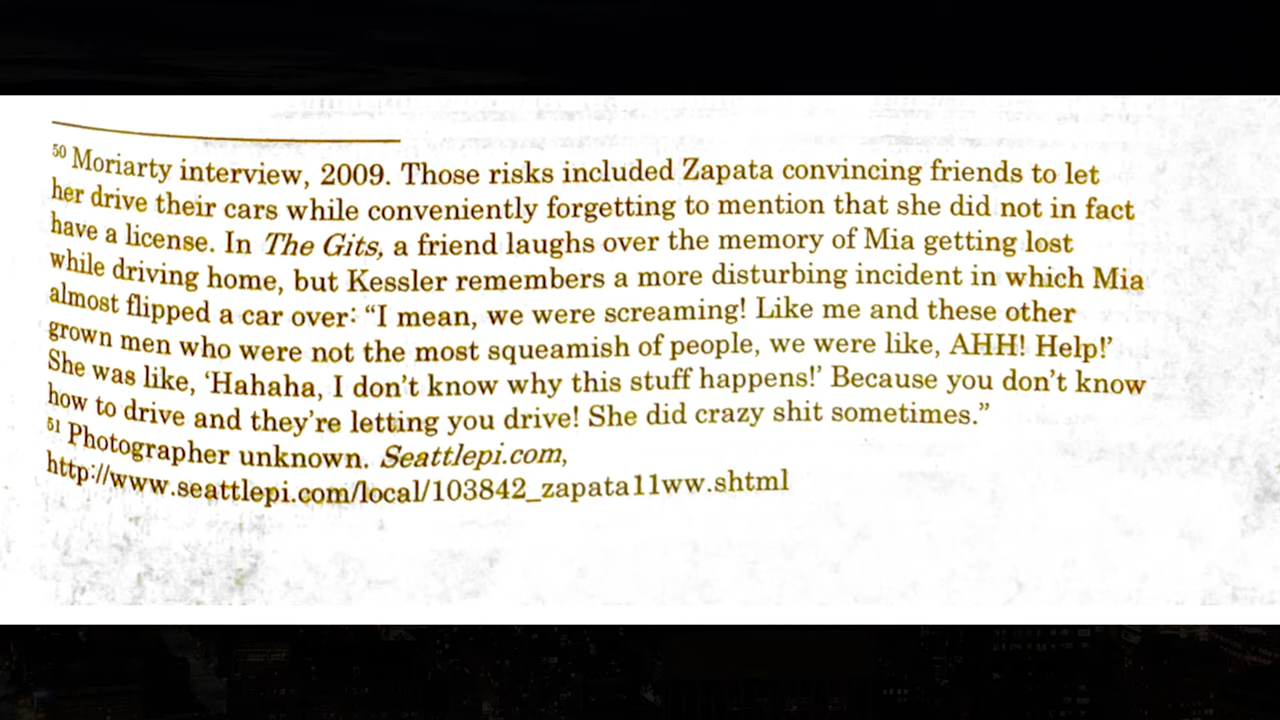 50 Moriarty interview, 2009. Those risks included Zapata convincing friends to let
her drive their cars while conveniently forgetting to mention that she did not in fact
have a license. In The Gits, a friend laughs over the memory of Mia getting lost
while driving home, but Kessler remembers a more disturbing incident in which Mia
almost flipped a car over: “I mean, we were screaming! Like me and these other
grown men who were not the most squeamish of people, we were like, AHH! Help!’
She was like, ‘Hahaha, I don’t know why this stuff happens!’ Because you don’t know
how to drive and they’re letting you drive! She did crazy shit sometimes.”
51 Photographer unknown. Seattlepi.com,
http://www.seattlepi.com/local/103842_zapata11ww.shtml